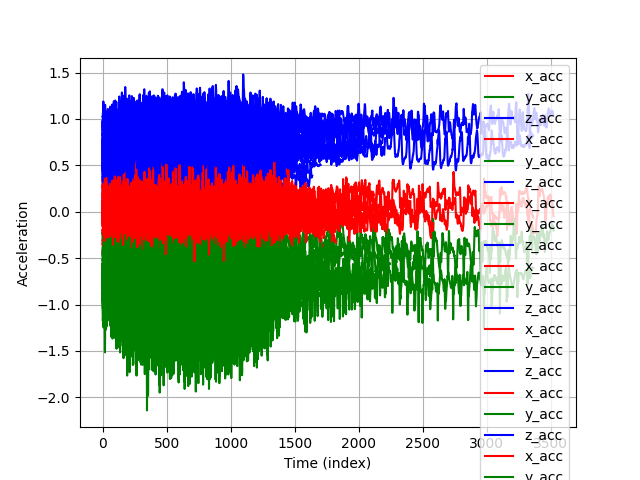 1.5
1.0
0.5
0.0
−0.5
−1.0
−1.5
−2.0
Acceleration
0 500 1000 1500 2000 2500 3000 3500
Time (index)
x_acc
y_acc
z_acc
x_acc
y_acc
z_acc
x_acc
y_acc
z_acc
x_acc
y_acc
z_acc
x_acc
y_acc
z_acc
x_acc
y_acc
z_acc
x_acc
y_acc